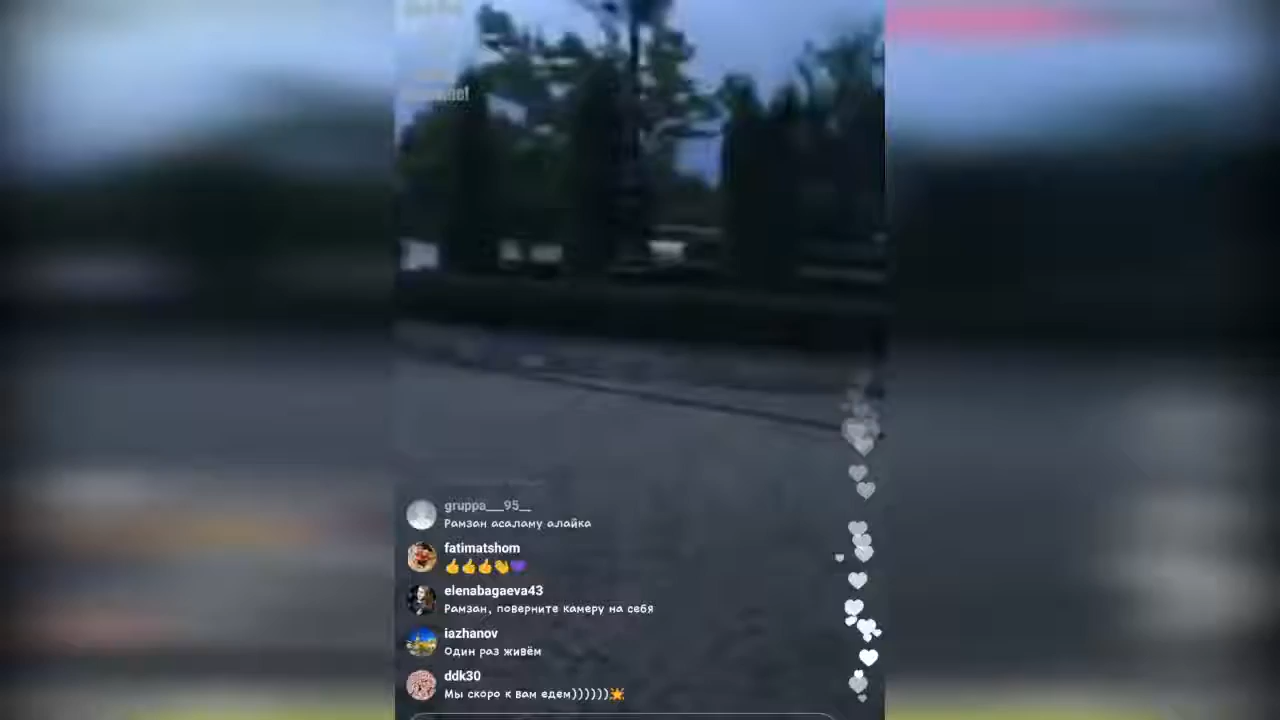 gruppa___95__
Рамзан асаламу алайка
fatimatshom
elenabagaeva43
Рамзан, поверните камеру на себя
iazhanov
Один раз живём
ddk30
Мы скоро к вам едем))))))